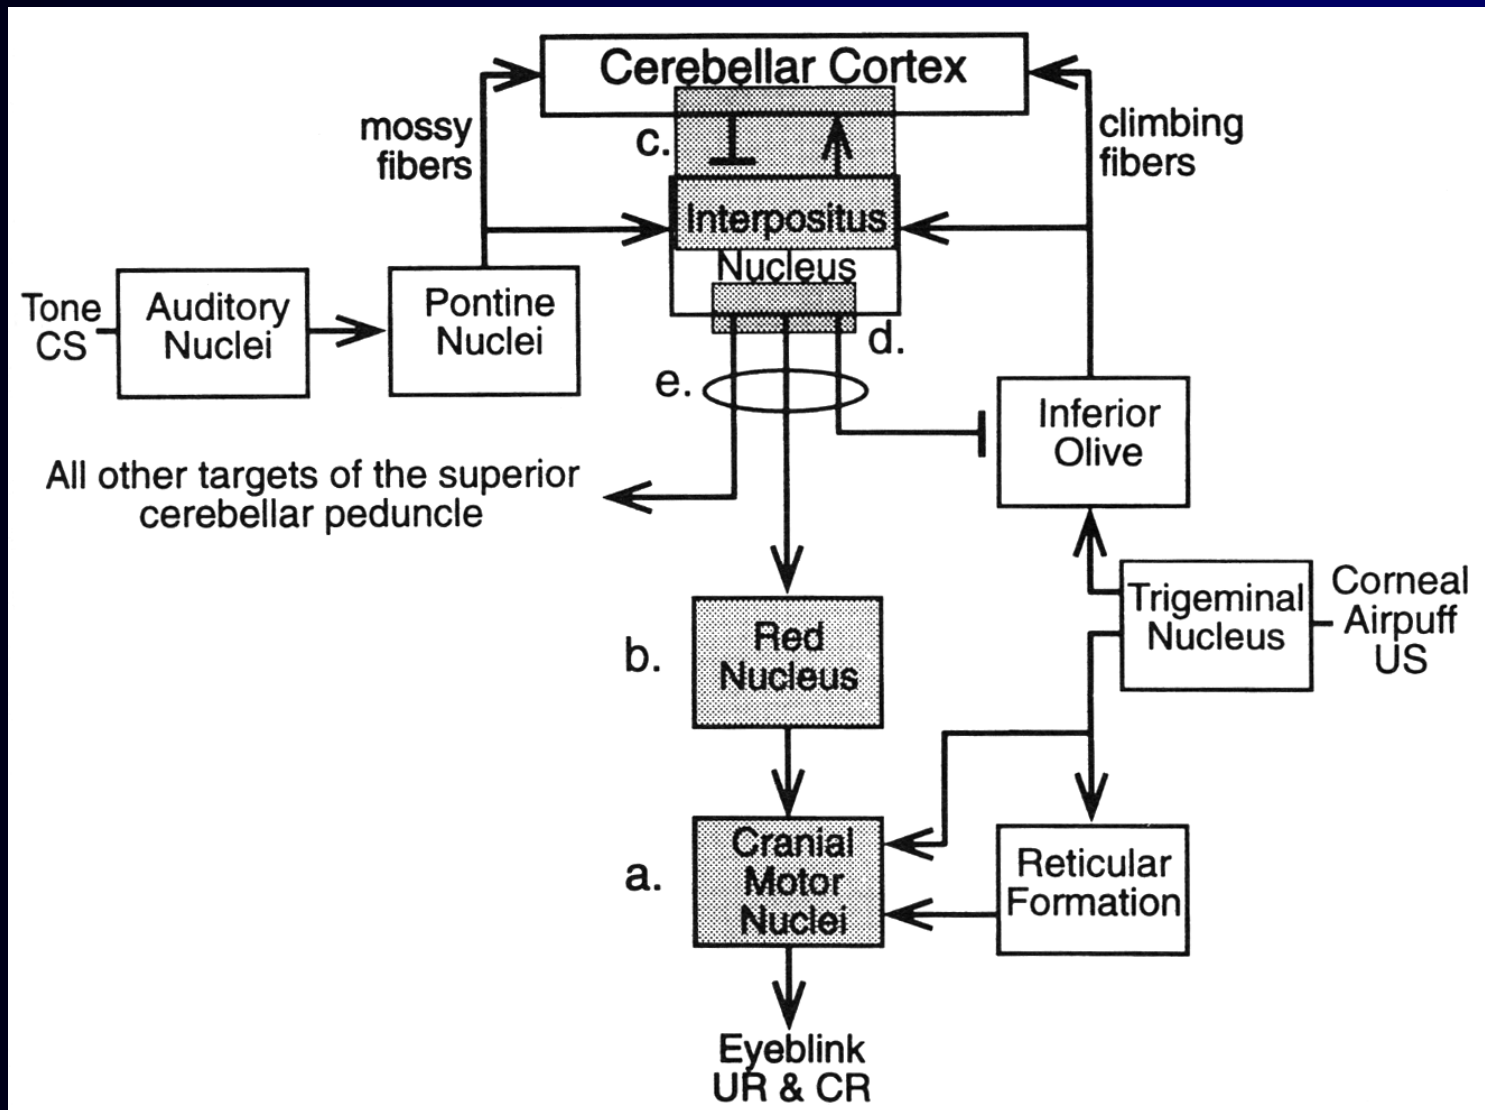 Cerebellar Cortex
mossy
fibers
c.
climbing
fibers
Interpositus
Nucleus
Tone
CS
Auditory
Nuclei
Pontine
Nuclei
d.
e.
Inferior
Olive
All other targets of the superior
cerebellar peduncle
b.
Red
Nucleus
Trigeminal
Nucleus
Corneal
Airpuff
US
a.
Cranial
Motor
Nuclei
Reticular
Formation
Eyeblink
UR & CR